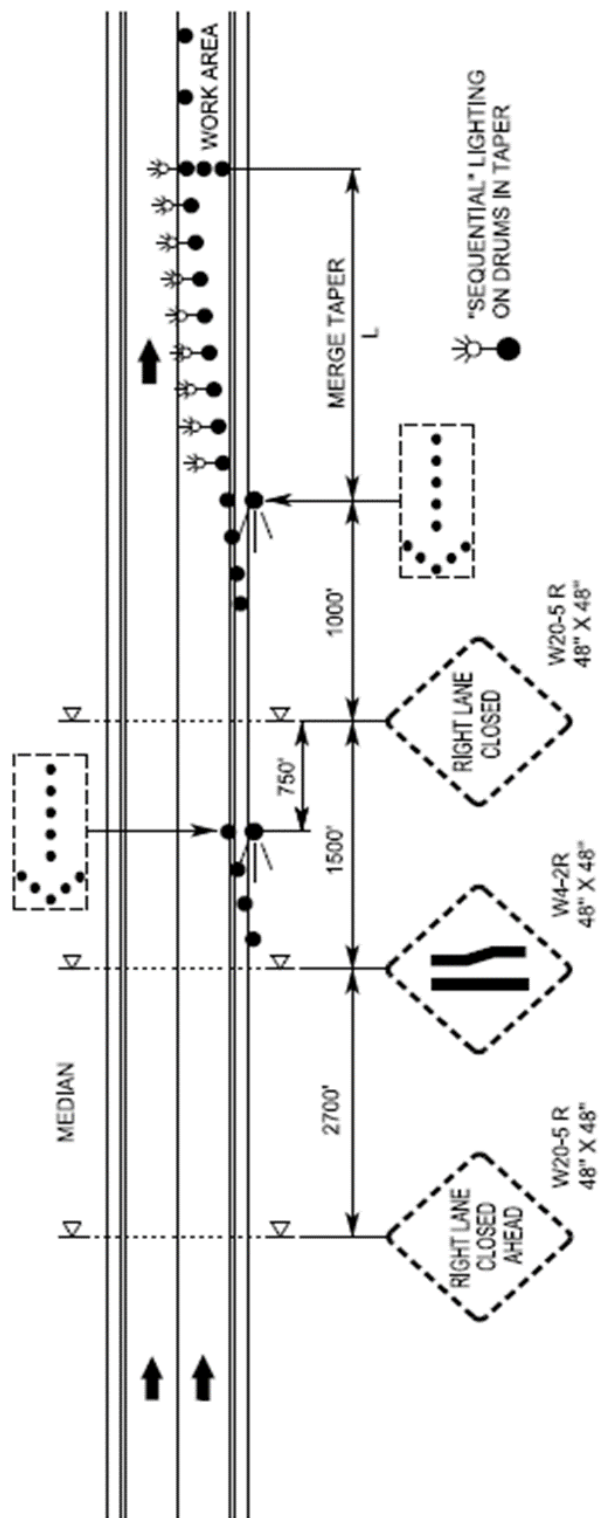 WORK AREA
"SEQUENTIAL" LIGHTING
ON DRUMS IN TAPER
MERGE TAPER
L
1000'
W20-5 R
48" X 48"
RIGHT LANE
CLOSED
750'
1500'
W4-2R
48" X 48"
MEDIAN
2700'
W20-5 R
48" X 48"
RIGHT LANE
CLOSED
AHEAD